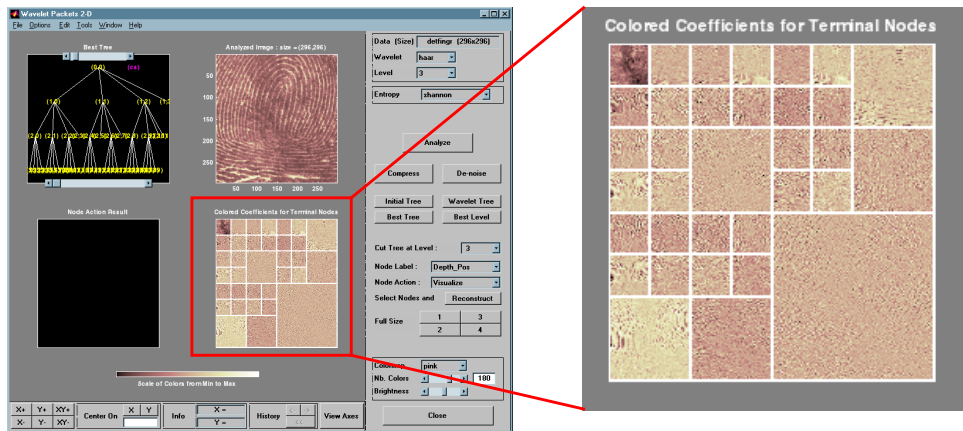 Wavelet Packets 2-D
File Options Edit Tools Window Help
Best Tree
(0,0) (cs)
(1,0) (1,1) (1,2)
(2,0) (2,1)
Analyzed Image : size = (296,296)
50
100
150
200
250
50 100 150 200 250
Node Action Result
Colored Coefficients for Terminal Nodes
Scale of Colors from Min to Max
Data (Size) detfingr (296x296)
Wavelet haar
Level 3
Entropy shannon
Analyze
Compress De-noise
Initial Tree Wavelet Tree
Best Tree Best Level
Cut Tree at Level : 3
Node Label : Depth_Pos
Node Action : Visualize
Select Nodes and Reconstruct
Full Size 1 3
2 4
Colormap pink
Nb. Colors 180
Brightness
X+ Y+ XY+ Center On X Y Info X = History < > View Axes
X- Y- XY- Y = <<
Close
Colored Coefficients for Terminal Nodes